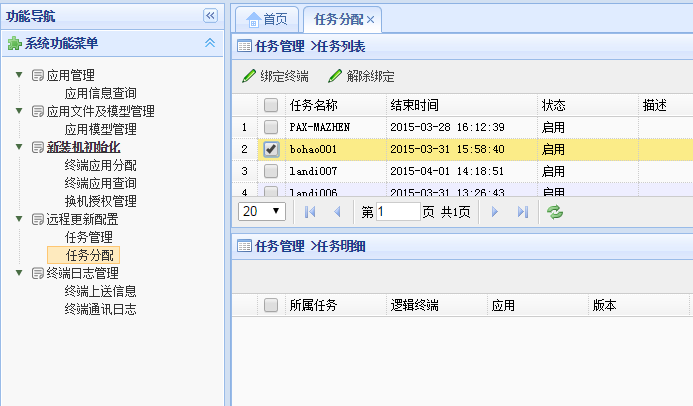 功能导航
系统功能菜单
应用管理
应用信息查询
应用文件及模型管理
应用模型管理
新装机初始化
终端应用分配
终端应用查询
换机授权管理
远程更新配置
任务管理
任务分配
终端日志管理
终端上送信息
终端通讯日志
首页 任务分配
任务管理 >任务列表
绑定终端 解除绑定
任务名称 结束时间 状态 描述
1 PAX-MAZHEN 2015-03-28 16:12:39 启用
2 bohao001 2015-03-31 15:58:40 启用
3 landi007 2015-04-01 14:18:51 启用
4 landi006 2015-03-31 13:26:43 启用
20 第 1 页 共1页
任务管理 >任务明细
所属任务 逻辑终端 应用 版本